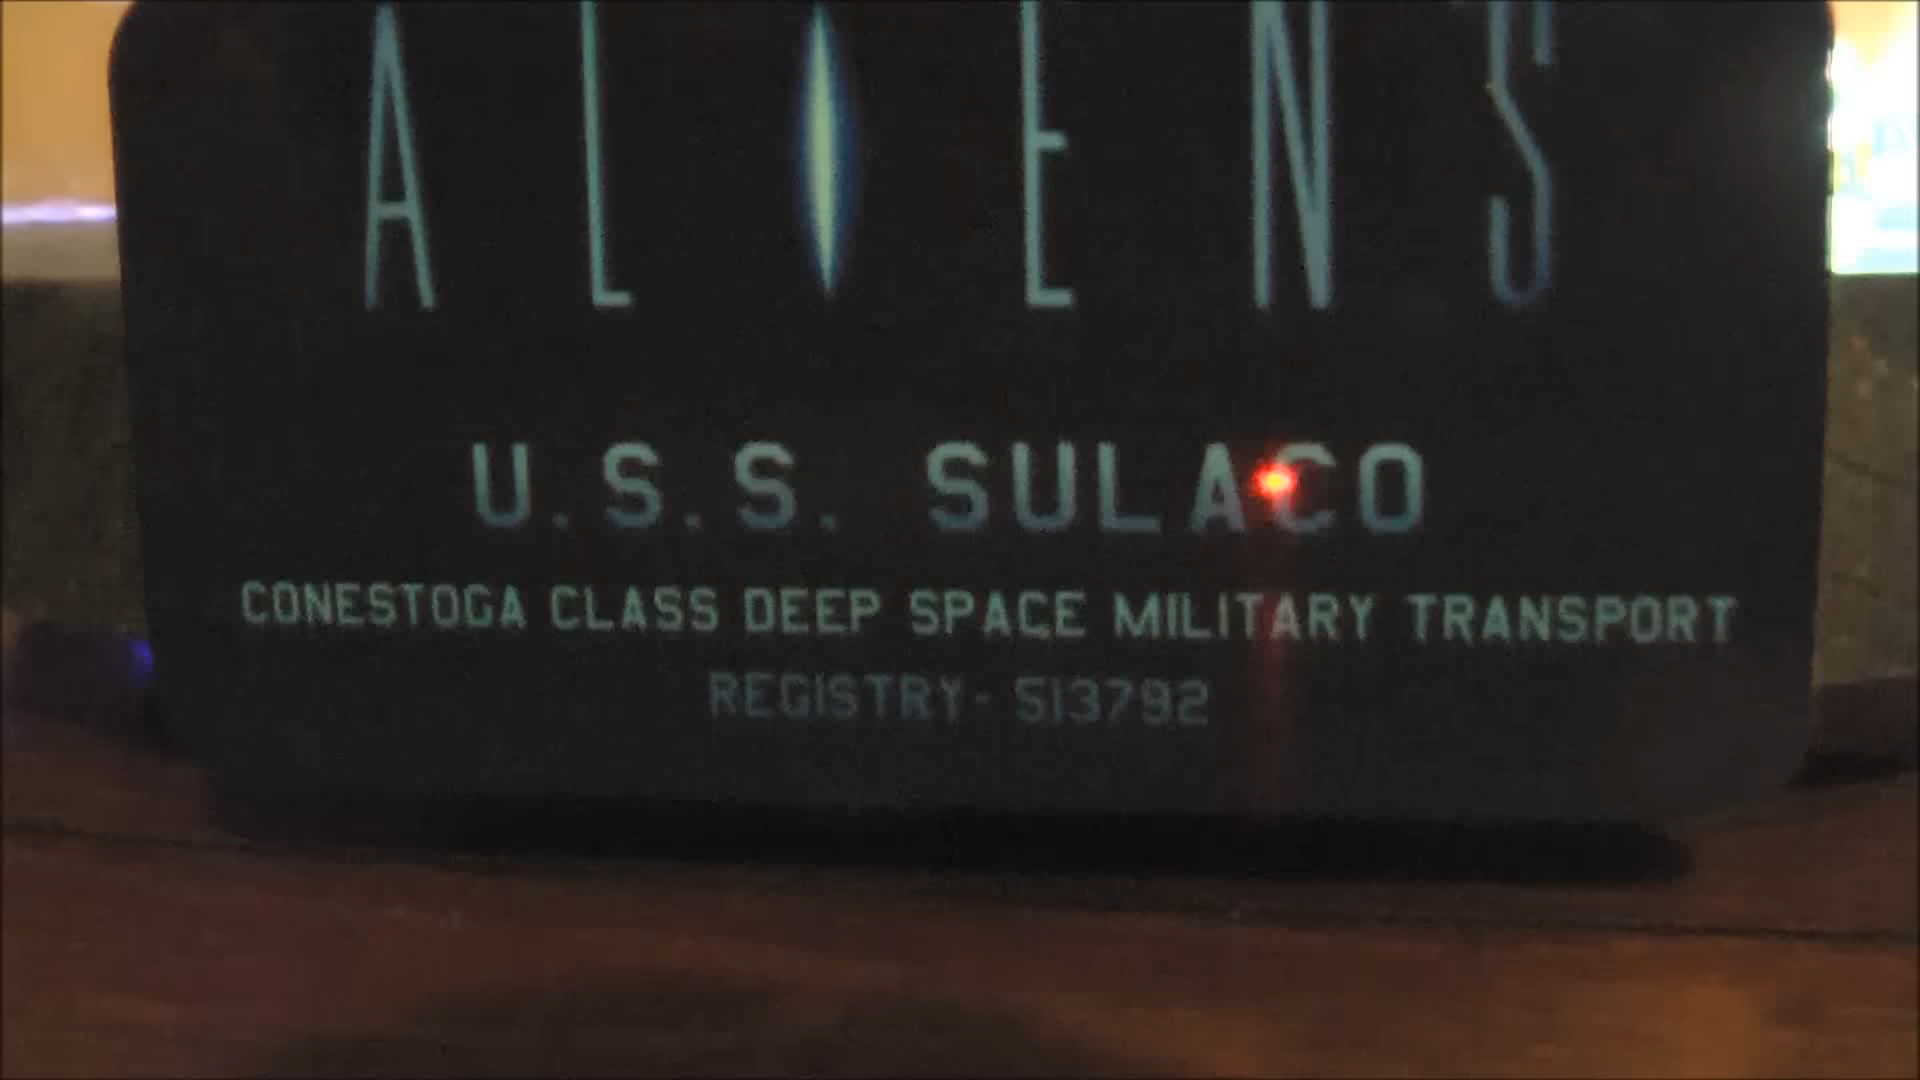 ALIENS
U.S.S. SULACO
CONESTOGA CLASS DEEP SPACE MILITARY TRANSPORT
REGISTRY- 513792